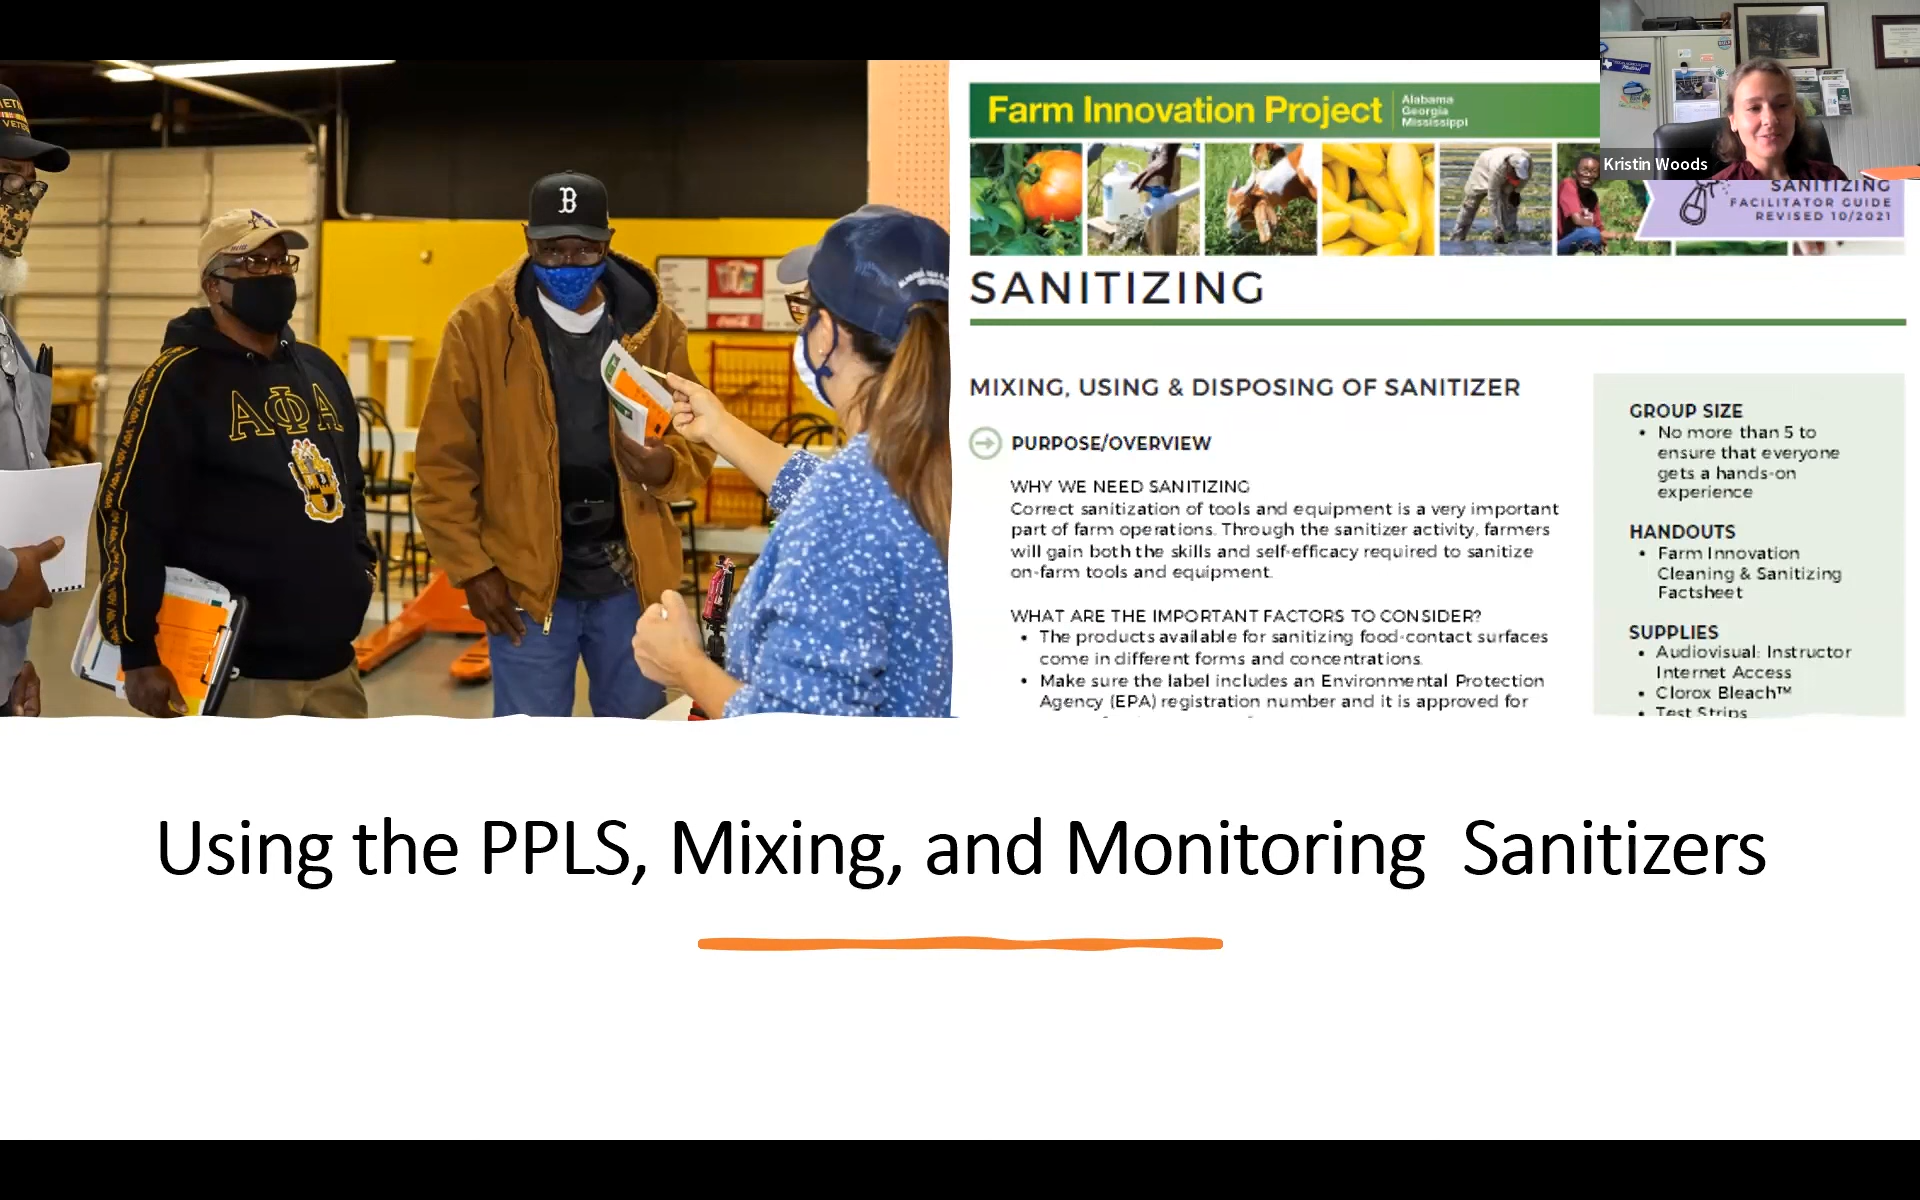 VETE
B
ΑΦΑ
Farm Innovation Project
Alabama
Georgia
Mississippi
Kristin Woods
SANITIZING
FACILITATOR GUIDE
REVISED 10/2021
SANITIZING
MIXING, USING & DISPOSING OF SANITIZER
PURPOSE/OVERVIEW
WHY WE NEED SANITIZING
Correct sanitization of tools and equipment is a very important
part of farm operations. Through the sanitizer activity, farmers
will gain both the skills and self-efficacy required to sanitize
on-farm tools and equipment.
WHAT ARE THE IMPORTANT FACTORS TO CONSIDER?
• The products available for sanitizing food-contact surfaces
come in different forms and concentrations.
• Make sure the label includes an Environmental Protection
Agency (EPA) registration number and it is approved for
GROUP SIZE
• No more than 5 to
ensure that everyone
gets a hands-on
experience
HANDOUTS
• Farm Innovation
Cleaning & Sanitizing
Factsheet
SUPPLIES
• Audiovisual: Instructor
Internet Access
• Clorox Bleach™
• Test Strips
Using the PPLS, Mixing, and Monitoring  Sanitizers